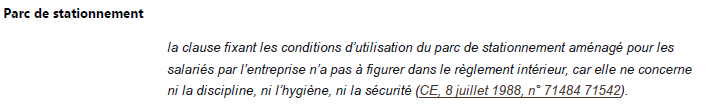 Parc de stationnement
la clause fixant les conditions d'utilisation du parc de stationnement aménagé pour les
salariés par l'entreprise n'a pas à figurer dans le règlement intérieur, car elle ne concerne
ni la discipline, ni l'hygiène, ni la sécurité (CE, 8 juillet 1988, n° 71484 71542).